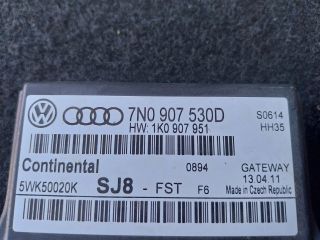 7N0 907 530D S0614
HW: 1K0 907 951 HH35
Continental 0894 GATEWAY
5WK50020K SJ8 - FST F6 13.04.11
Made in Czech Republic